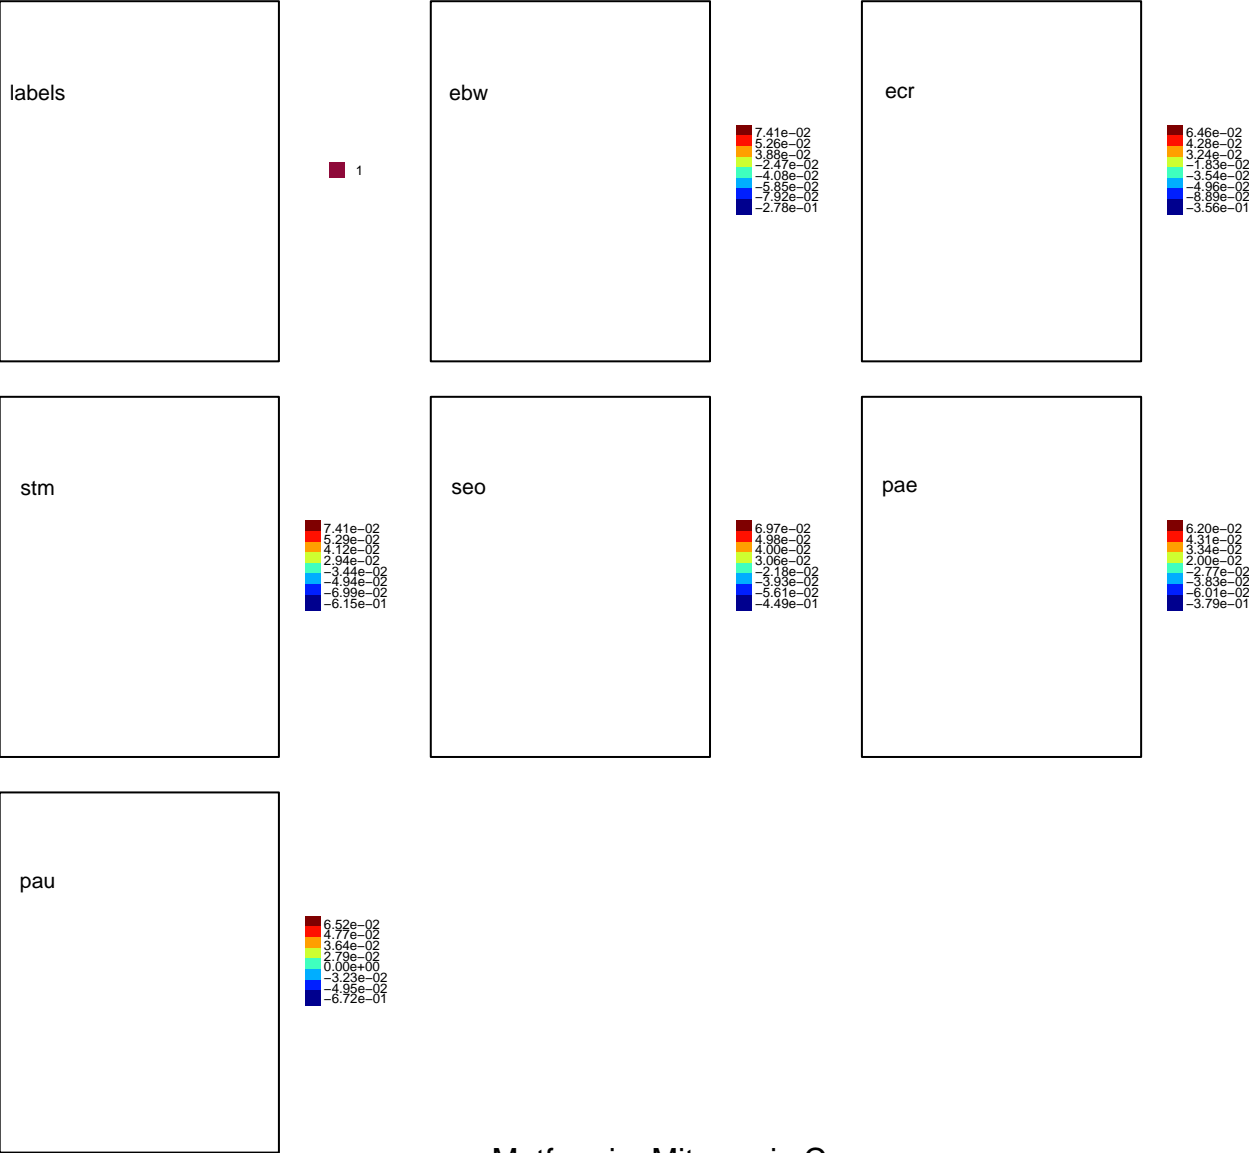 labels
1
ebw
7.41e−02
5.26e−02
3.88e−02
−2.47e−02
−4.08e−02
−5.85e−02
−7.92e−02
−2.78e−01
ecr
6.46e−02
4.28e−02
3.24e−02
−1.83e−02
−3.54e−02
−4.96e−02
−8.89e−02
−3.56e−01
stm
7.41e−02
5.29e−02
4.12e−02
2.94e−02
−3.44e−02
−4.94e−02
−6.99e−02
−6.15e−01
seo
6.97e−02
4.98e−02
4.00e−02
3.06e−02
−2.18e−02
−3.93e−02
−5.61e−02
−4.49e−01
pae
6.20e−02
4.31e−02
3.34e−02
2.00e−02
−2.77e−02
−3.83e−02
−6.01e−02
−3.79e−01
pau
6.52e−02
4.77e−02
3.64e−02
2.79e−02
0.00e+00
−3.23e−02
−4.95e−02
−6.72e−01